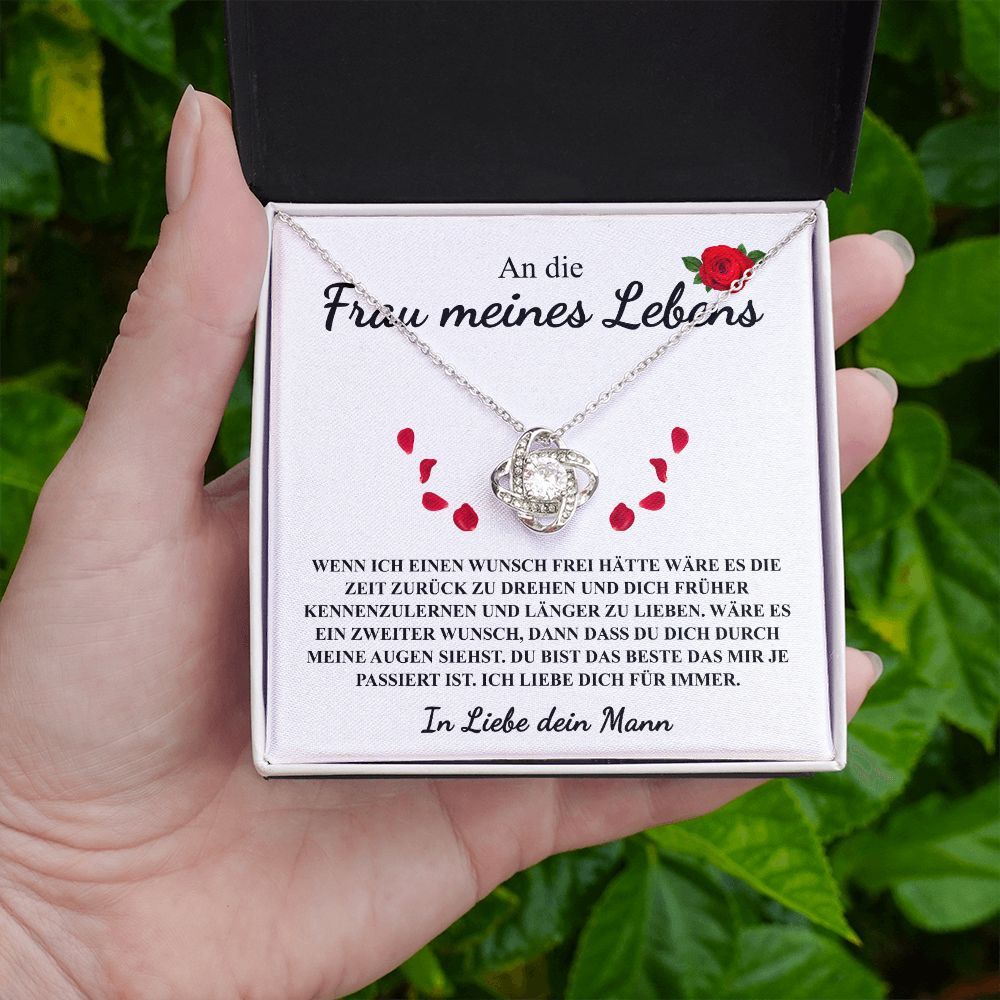 An die
Frau meines Lebens
WENN ICH EINEN WUNSCH FREI HÄTTE WÄRE ES DIE
ZEIT ZURÜCK ZU DREHEN UND DICH FRÜHER
KENNENZULERNEN UND LÄNGER ZU LIEBEN. WÄRE ES
EIN ZWEITER WUNSCH, DANN DASS DU DICH DURCH
MEINE AUGEN SIEHST. DU BIST DAS BESTE DAS MIR JE
PASSIERT IST. ICH LIEBE DICH FÜR IMMER.
In Liebe dein Mann